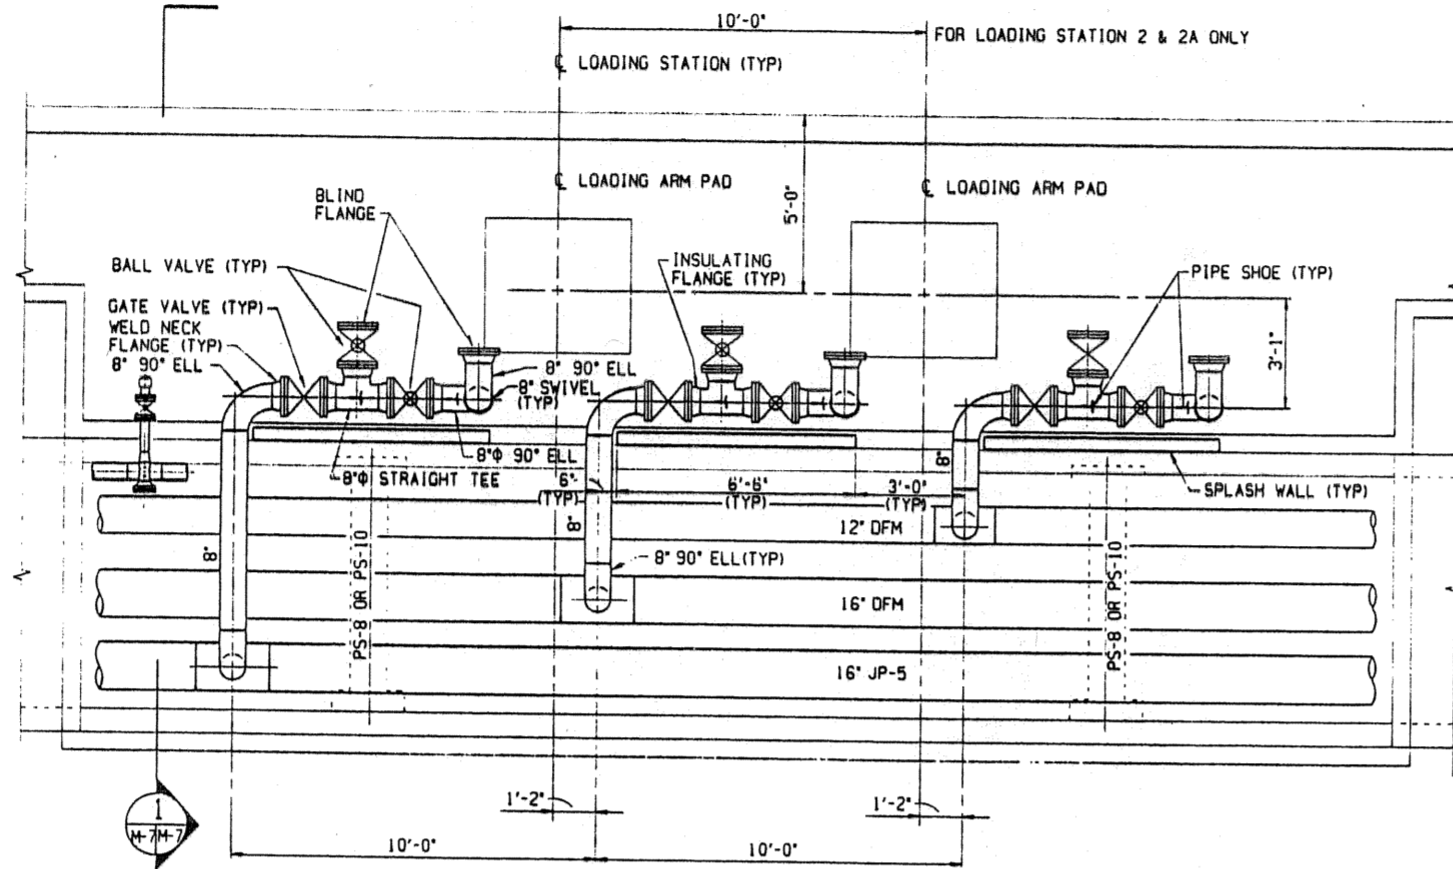 10'-0"
FOR LOADING STATION 2 & 2A ONLY
℄ LOADING STATION (TYP)
℄ LOADING ARM PAD
℄ LOADING ARM PAD
5'-0"
BLIND
FLANGE
BALL VALVE (TYP)
INSULATING
FLANGE (TYP)
PIPE SHOE (TYP)
GATE VALVE (TYP)
WELD NECK
FLANGE (TYP)
8" 90° ELL
3'-1"
8" 90° ELL
8" SWIVEL
(TYP)
8"Φ 90° ELL
8"Φ STRAIGHT TEE
6"
(TYP)
6'-6"
(TYP)
3'-0"
(TYP)
SPLASH WALL (TYP)
8"
8"
8"
12" DFM
8" 90° ELL(TYP)
16" DFM
16" JP-5
PS-8 OR PS-10
PS-8 OR PS-10
1'-2"
1'-2"
1
M-7 M-7
10'-0"
10'-0"